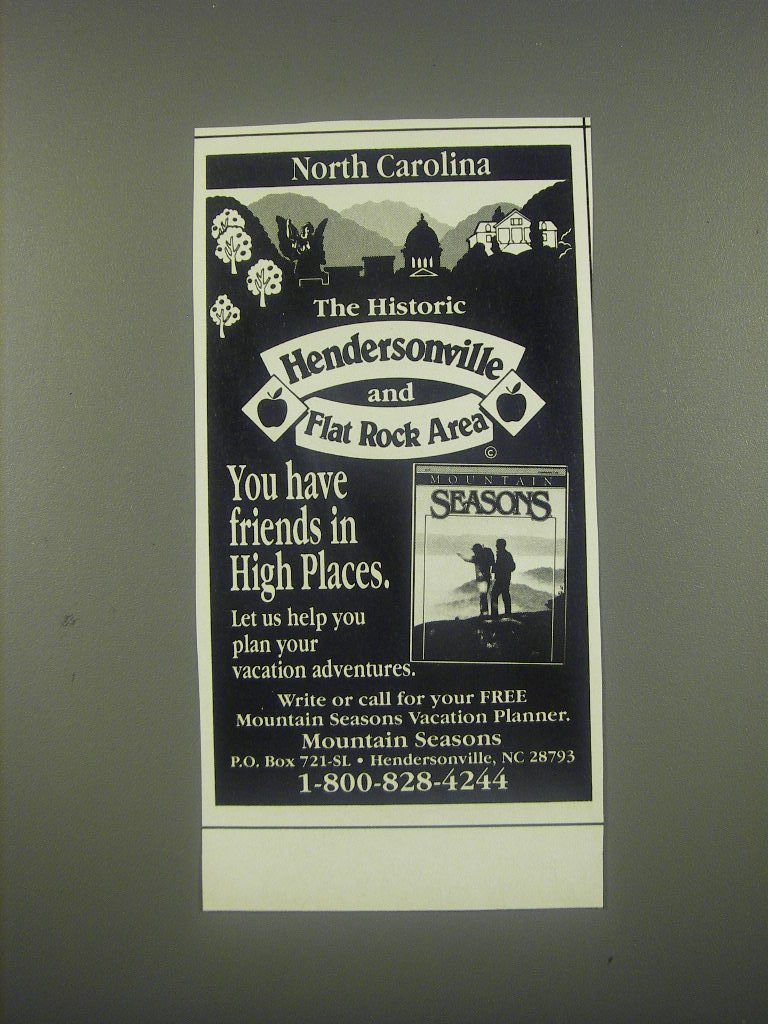 North Carolina
The Historic
Hendersonville
and
Flat Rock Area
©
You have
friends in
High Places.
MOUNTAIN
SEASONS
Let us help you
plan your
vacation adventures.
Write or call for your FREE
Mountain Seasons Vacation Planner.
Mountain Seasons
P.O. Box 721-SL • Hendersonville, NC 28793
1-800-828-4244